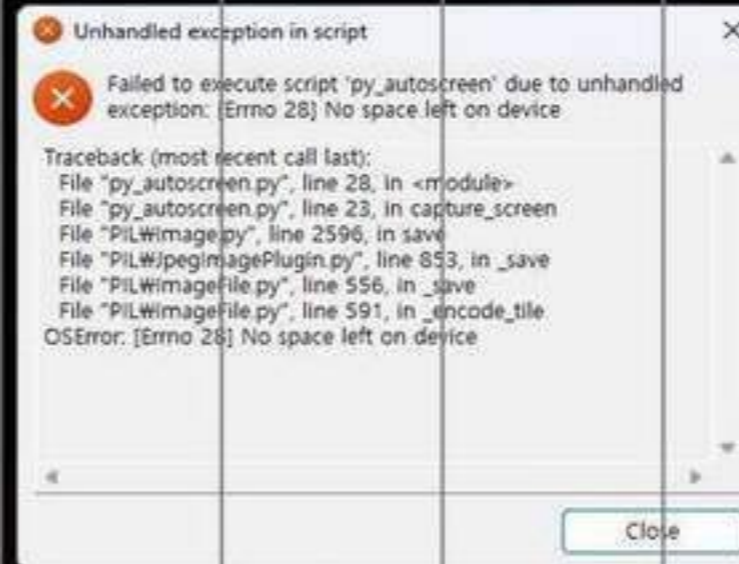 Unhandled exception in script
Failed to execute script 'py_autoscreen' due to unhandled
exception: [Errno 28] No space left on device
Traceback (most recent call last):
File "py_autoscreen.py", line 28, in <module>
File "py_autoscreen.py", line 23, in capture_screen
File "PIL₩Image.py", line 2596, in save
File "PIL₩JpegImagePlugin.py", line 853, in _save
File "PIL₩ImageFile.py", line 556, in _save
File "PIL₩ImageFile.py", line 591, in _encode_tile
OSError: [Errno 28] No space left on device
Close